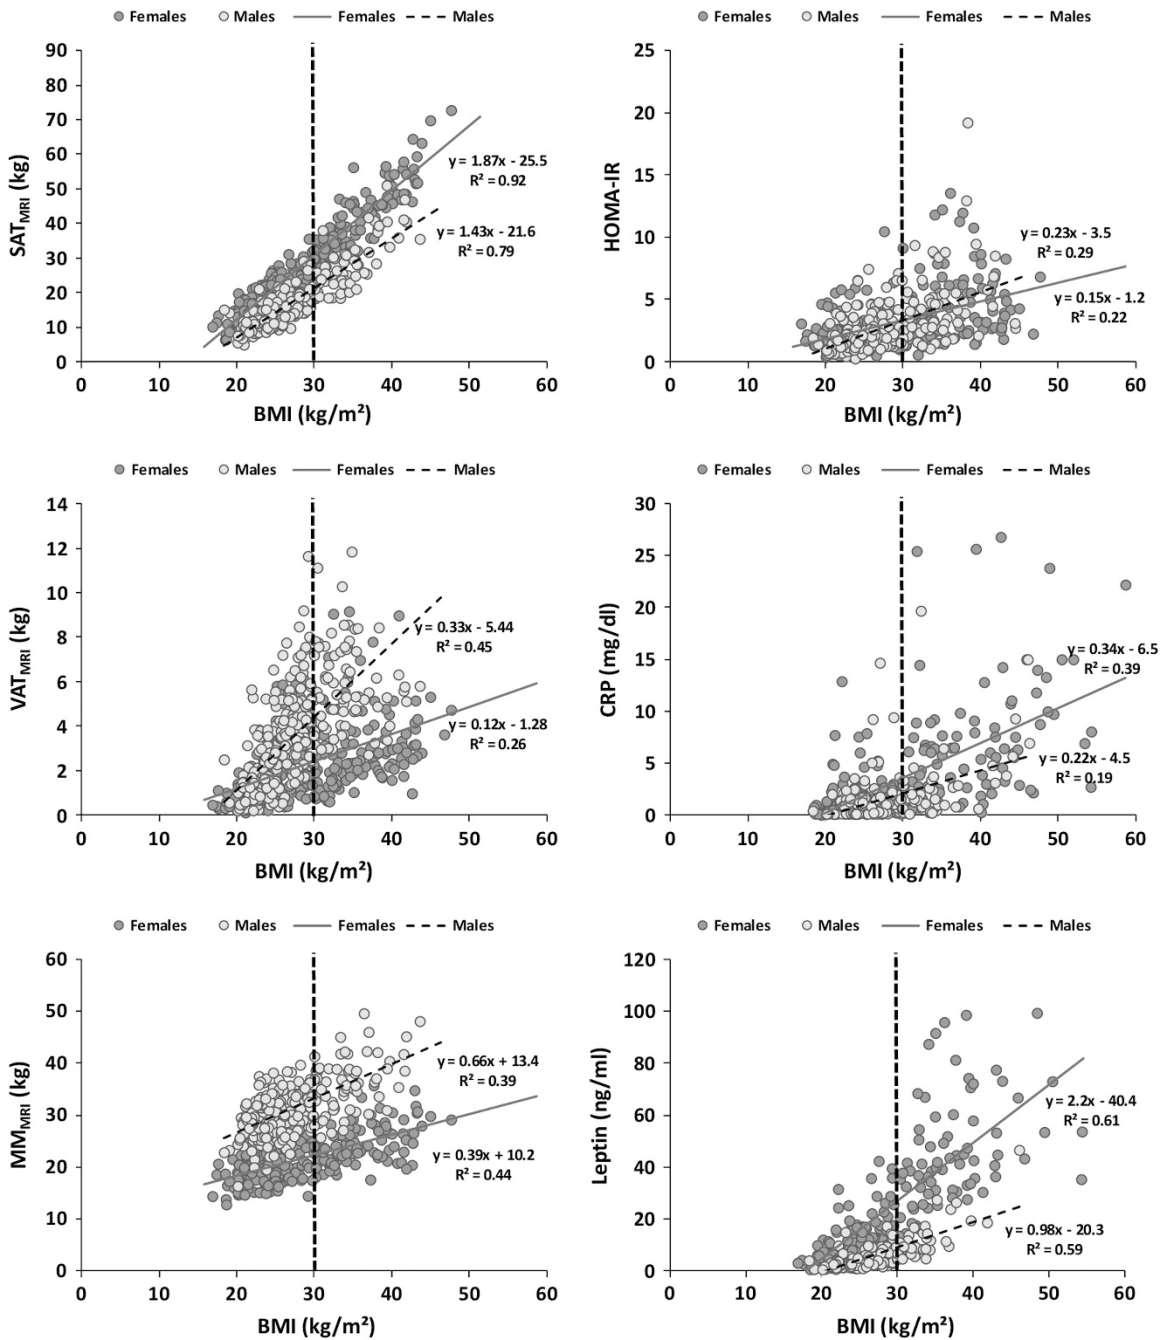 Females Males Females Males
90
80
70
60
50
40
30
20
10
0
SAT_MRI (kg)
y = 1.87x - 25.5
R² = 0.92
y = 1.43x - 21.6
R² = 0.79
0 10 20 30 40 50 60
BMI (kg/m²)
Females Males Females Males
25
20
15
10
5
0
HOMA-IR
y = 0.23x - 3.5
R² = 0.29
y = 0.15x - 1.2
R² = 0.22
0 10 20 30 40 50 60
BMI (kg/m²)
Females Males Females Males
14
12
10
8
6
4
2
0
VAT_MRI (kg)
y = 0.33x - 5.44
R² = 0.45
y = 0.12x - 1.28
R² = 0.26
0 10 20 30 40 50 60
BMI (kg/m²)
Females Males Females Males
30
25
20
15
10
5
0
CRP (mg/dl)
y = 0.34x - 6.5
R² = 0.39
y = 0.22x - 4.5
R² = 0.19
0 10 20 30 40 50 60
BMI (kg/m²)
Females Males Females Males
60
50
40
30
20
10
0
MM_MRI (kg)
y = 0.66x + 13.4
R² = 0.39
y = 0.39x + 10.2
R² = 0.44
0 10 20 30 40 50 60
BMI (kg/m²)
Females Males Females Males
120
100
80
60
40
20
0
Leptin (ng/ml)
y = 2.2x - 40.4
R² = 0.61
y = 0.98x - 20.3
R² = 0.59
0 10 20 30 40 50 60
BMI (kg/m²)